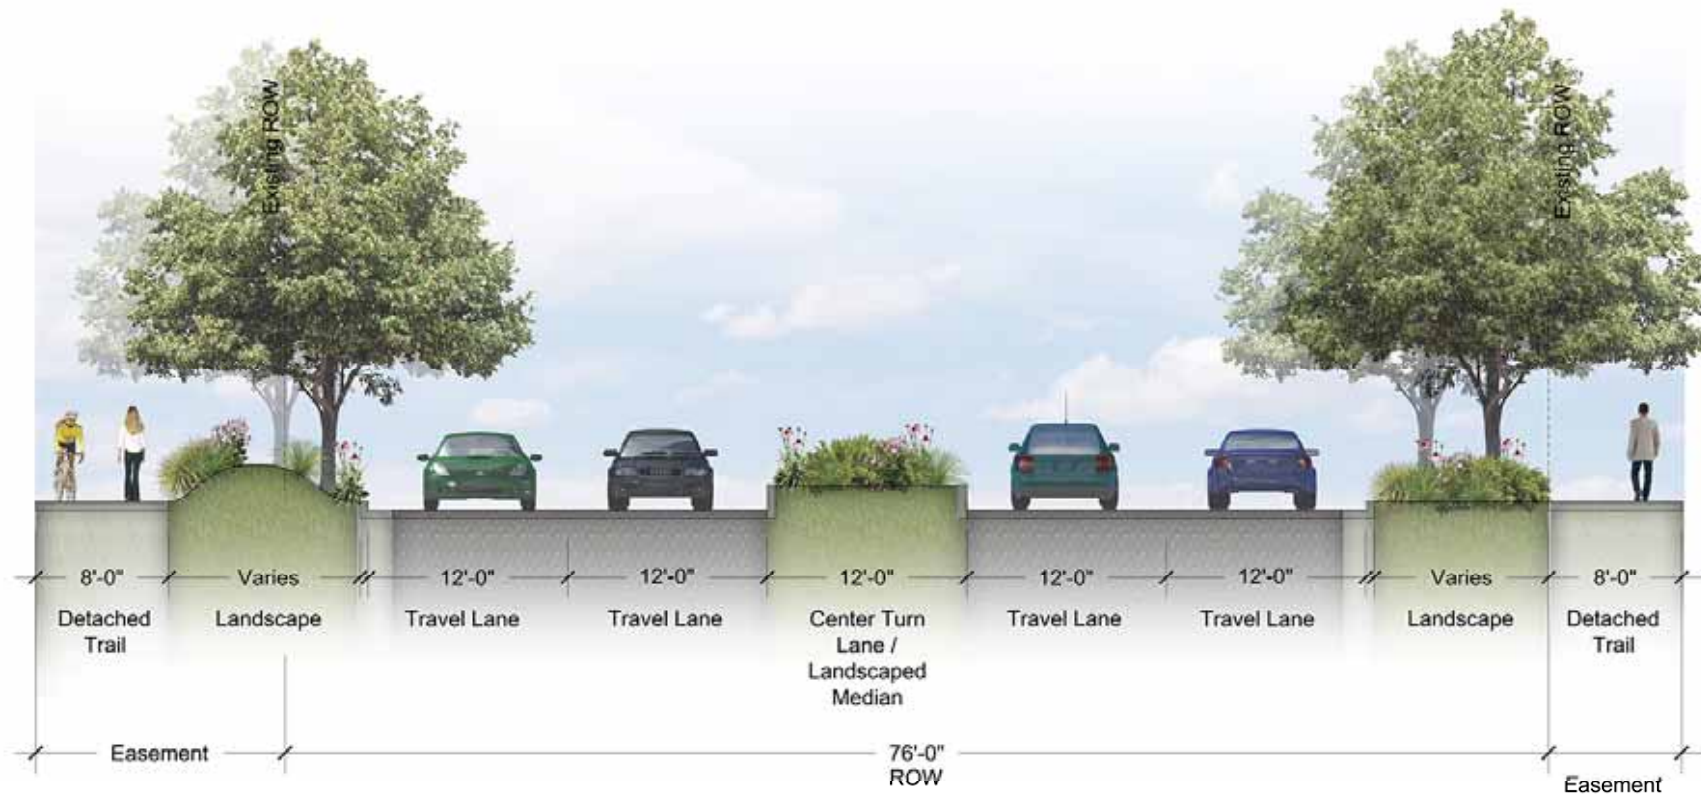 Existing ROW
Existing ROW
8'-0"
Varies
12'-0"
12'-0"
12'-0"
12'-0"
12'-0"
Varies
8'-0"
Detached
Trail
Landscape
Travel Lane
Travel Lane
Center Turn
Lane /
Landscaped
Median
Travel Lane
Travel Lane
Landscape
Detached
Trail
Easement
76'-0"
ROW
Easement